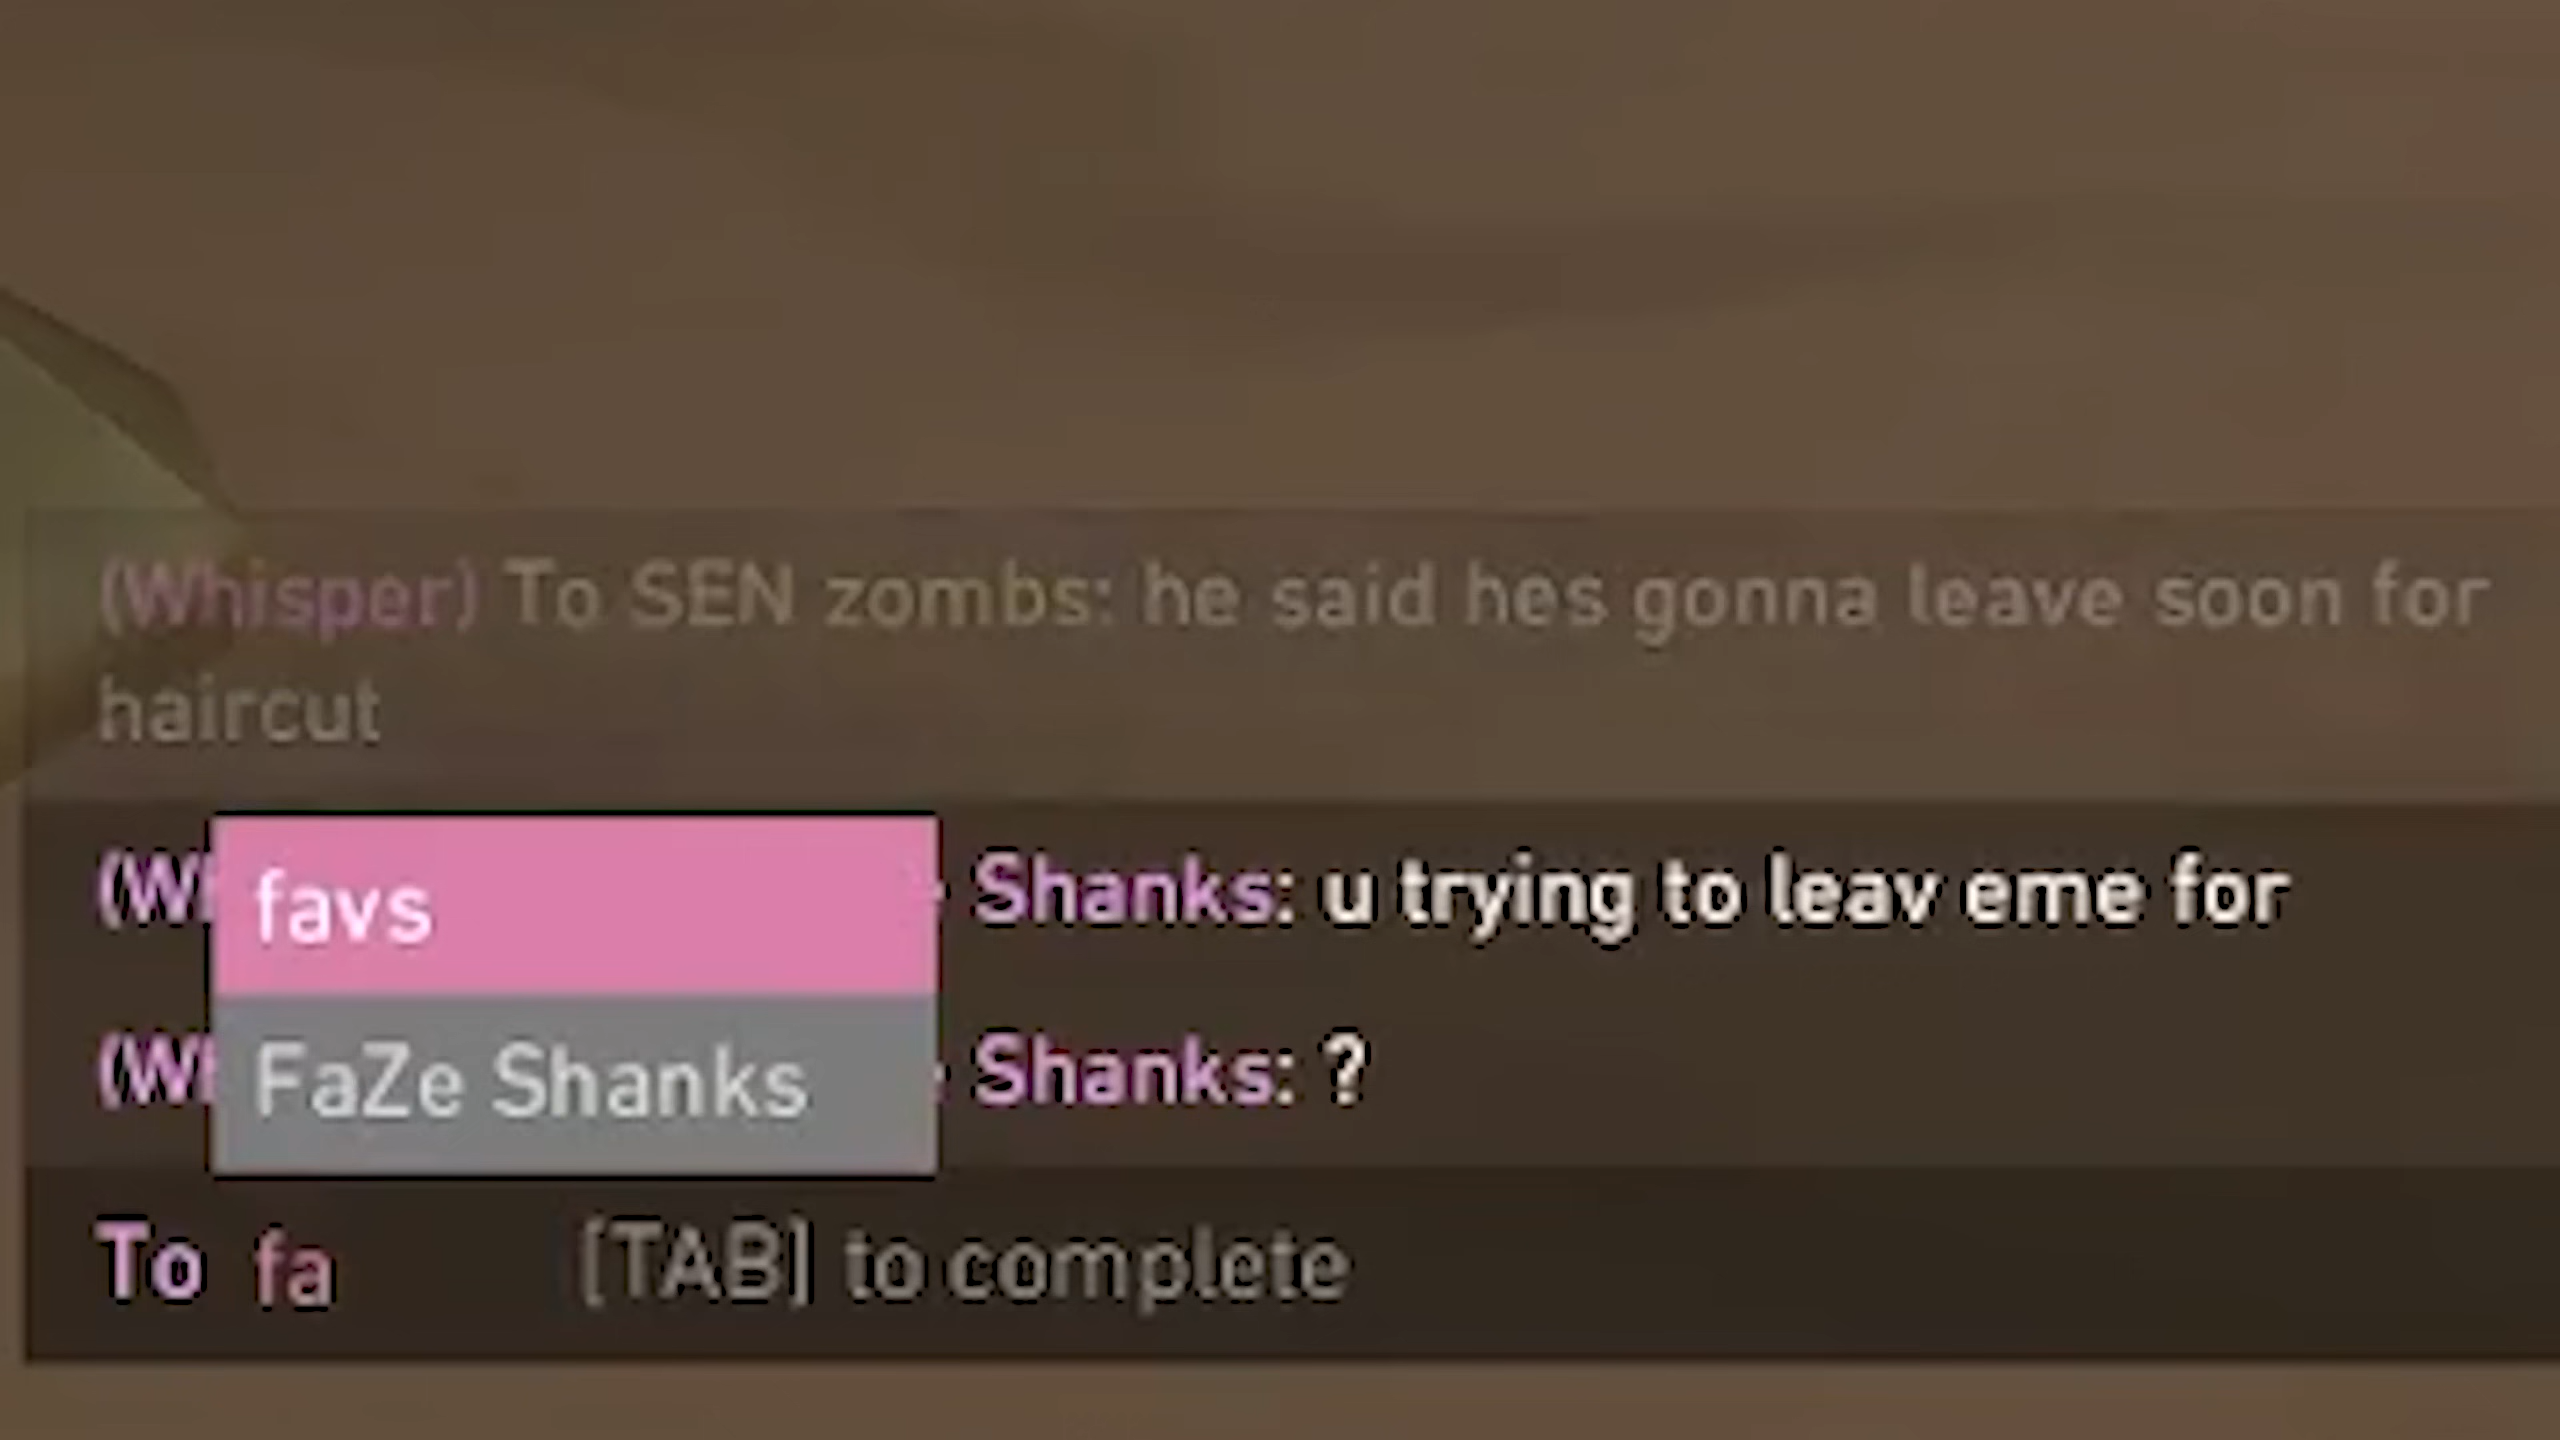 (Whisper) To SEN zombs: he said hes gonna leave soon for
haircut
(W Shanks: u trying to leav eme for
favs
(W Shanks: ?
FaZe Shanks
To fa [TAB] to complete